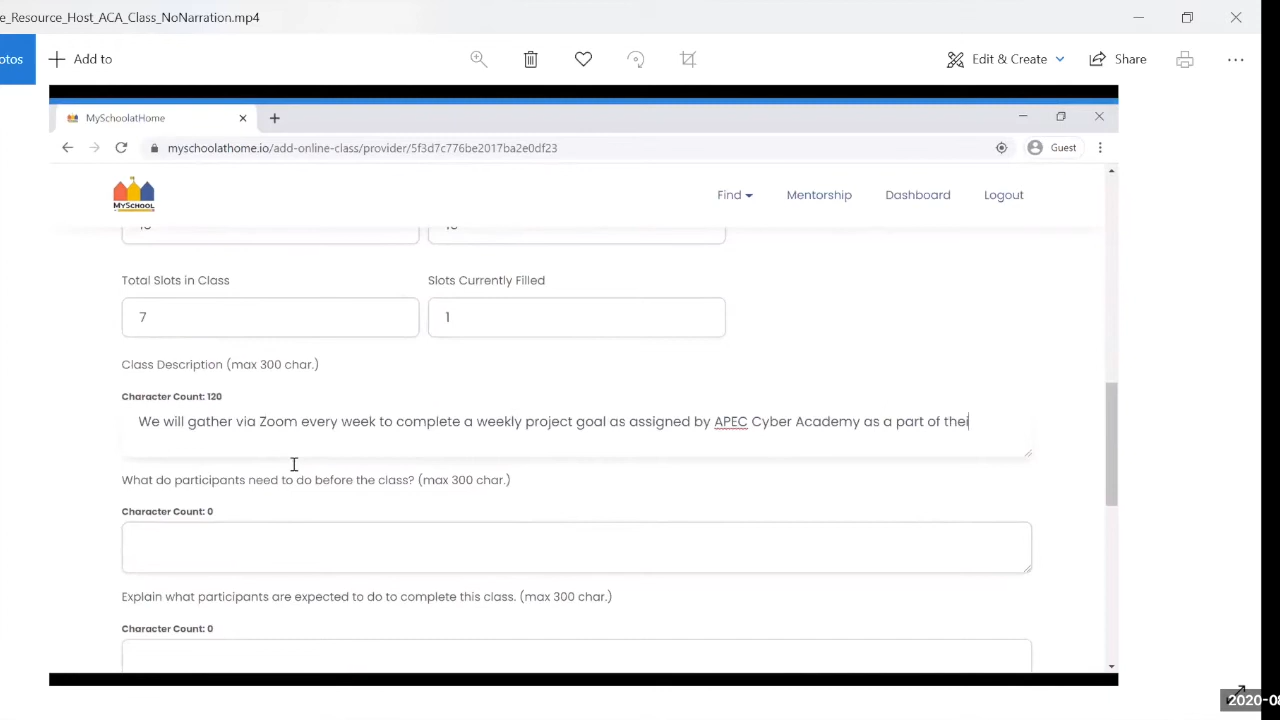 e_Resource_Host_ACA_Class_NoNarration.mp4
otos
Add to
Edit & Create
Share
MySchoolatHome
myschoolathome.io/add-online-class/provider/5f3d7c776be2017ba2e0df23
Guest
MYSCHOOL
Find
Mentorship
Dashboard
Logout
Total Slots in Class
Slots Currently Filled
7
1
Class Description (max 300 char.)
Character Count: 120
We will gather via Zoom every week to complete a weekly project goal as assigned by APEC Cyber Academy as a part of thei
What do participants need to do before the class? (max 300 char.)
Character Count: 0
Explain what participants are expected to do to complete this class. (max 300 char.)
Character Count: 0
2020-08